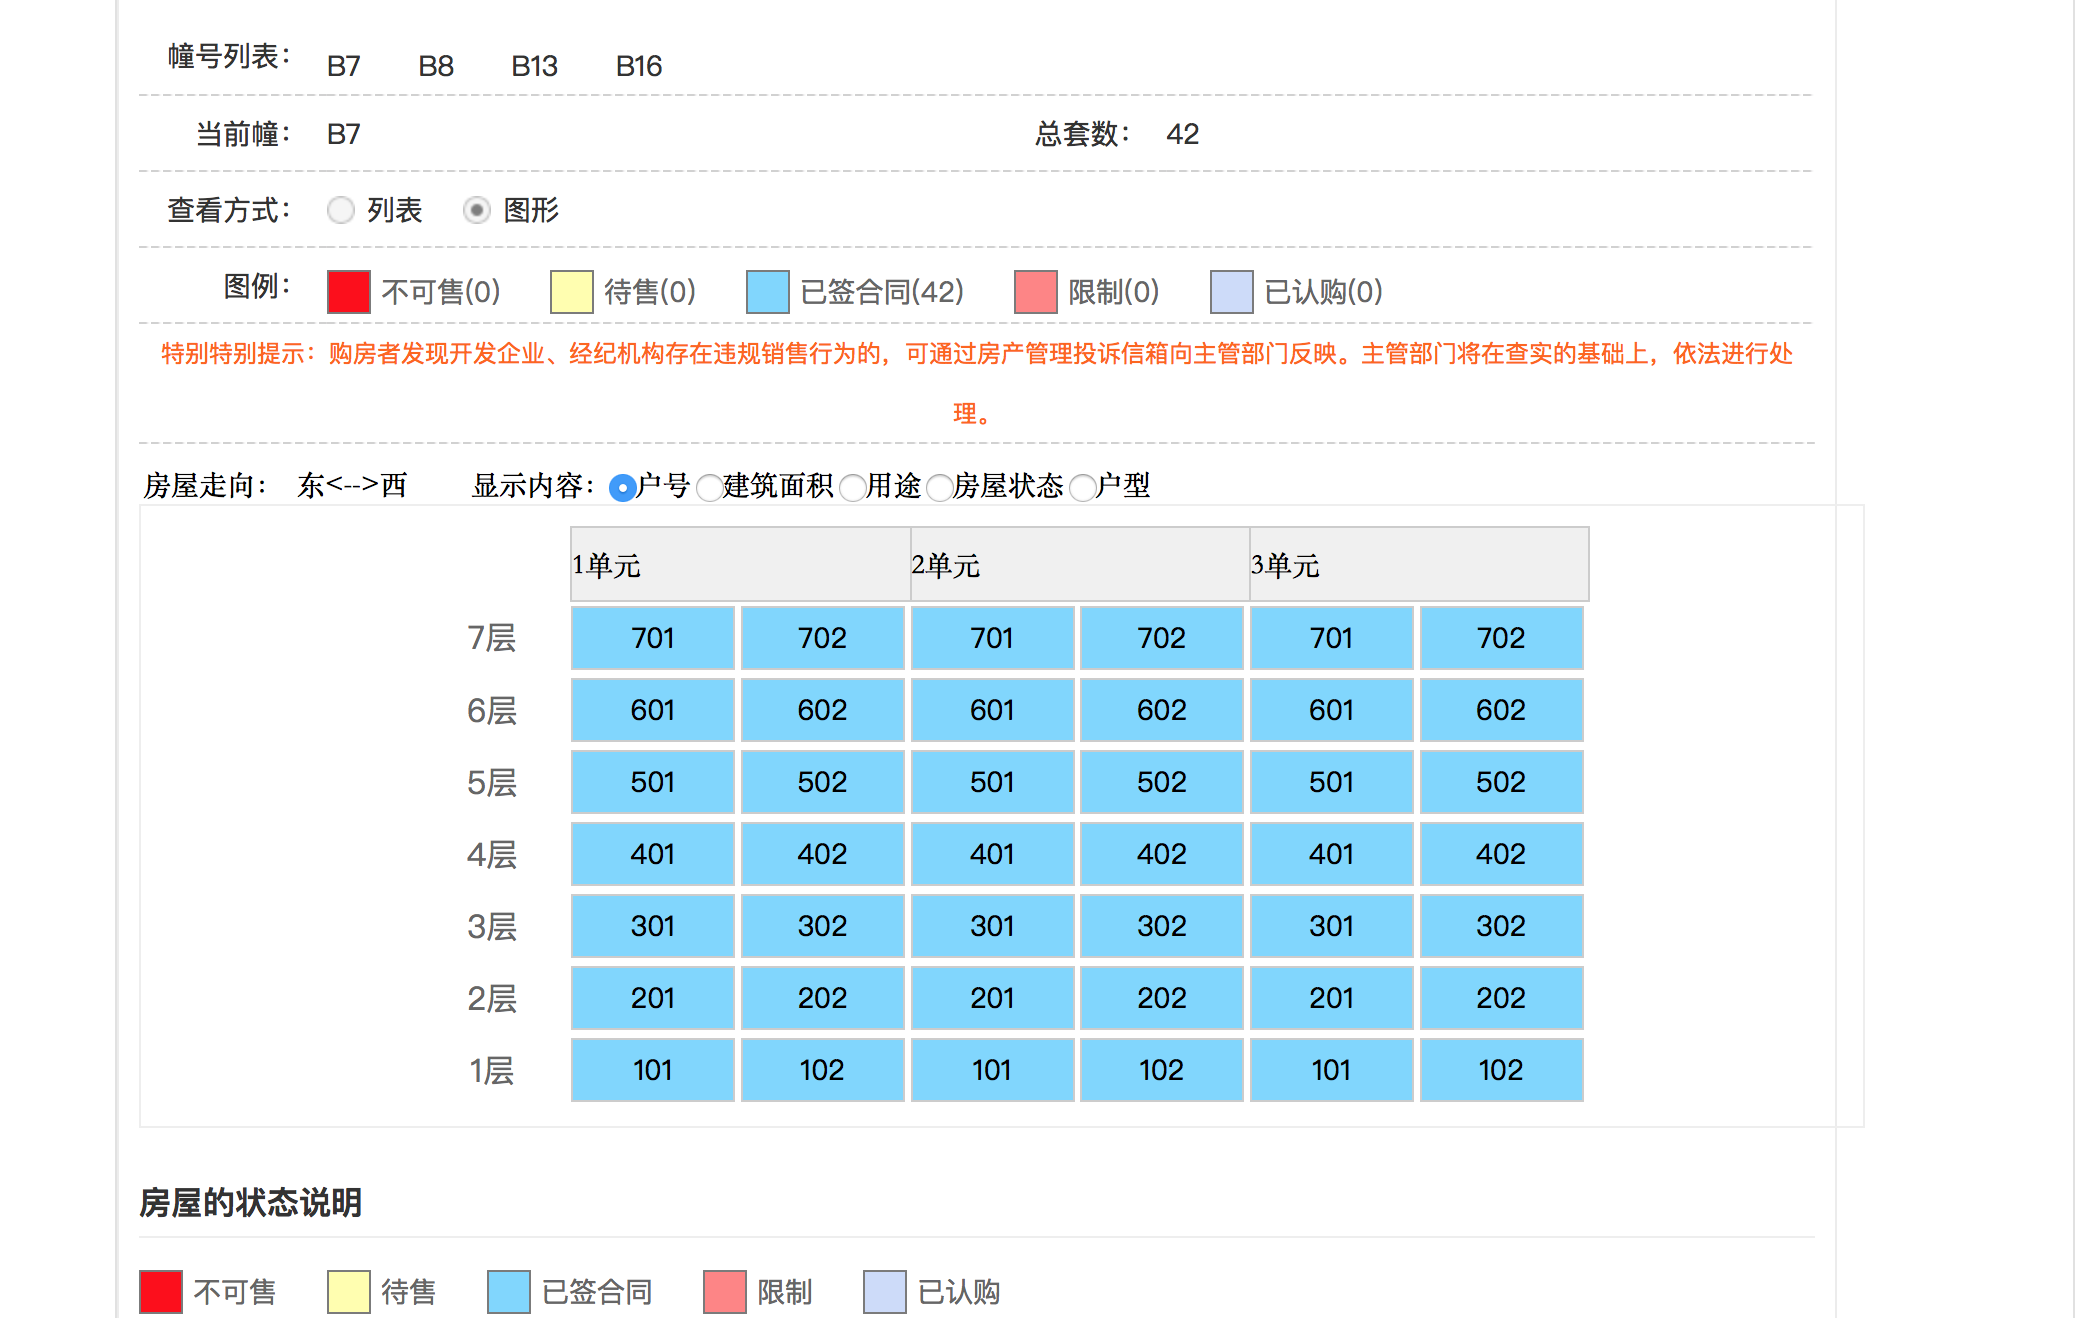 幢号列表： B7 B8 B13 B16
当前幢： B7 总套数： 42
查看方式： 列表 图形
图例： 不可售(0) 待售(0) 已签合同(42) 限制(0) 已认购(0)
特别特别提示：购房者发现开发企业、经纪机构存在违规销售行为的，可通过房产管理投诉信箱向主管部门反映。主管部门将在查实的基础上，依法进行处
理。
房屋走向： 东<-->西 显示内容： 户号 建筑面积 用途 房屋状态 户型
1单元 2单元 3单元
7层 701 702 701 702 701 702
6层 601 602 601 602 601 602
5层 501 502 501 502 501 502
4层 401 402 401 402 401 402
3层 301 302 301 302 301 302
2层 201 202 201 202 201 202
1层 101 102 101 102 101 102
房屋的状态说明
不可售 待售 已签合同 限制 已认购